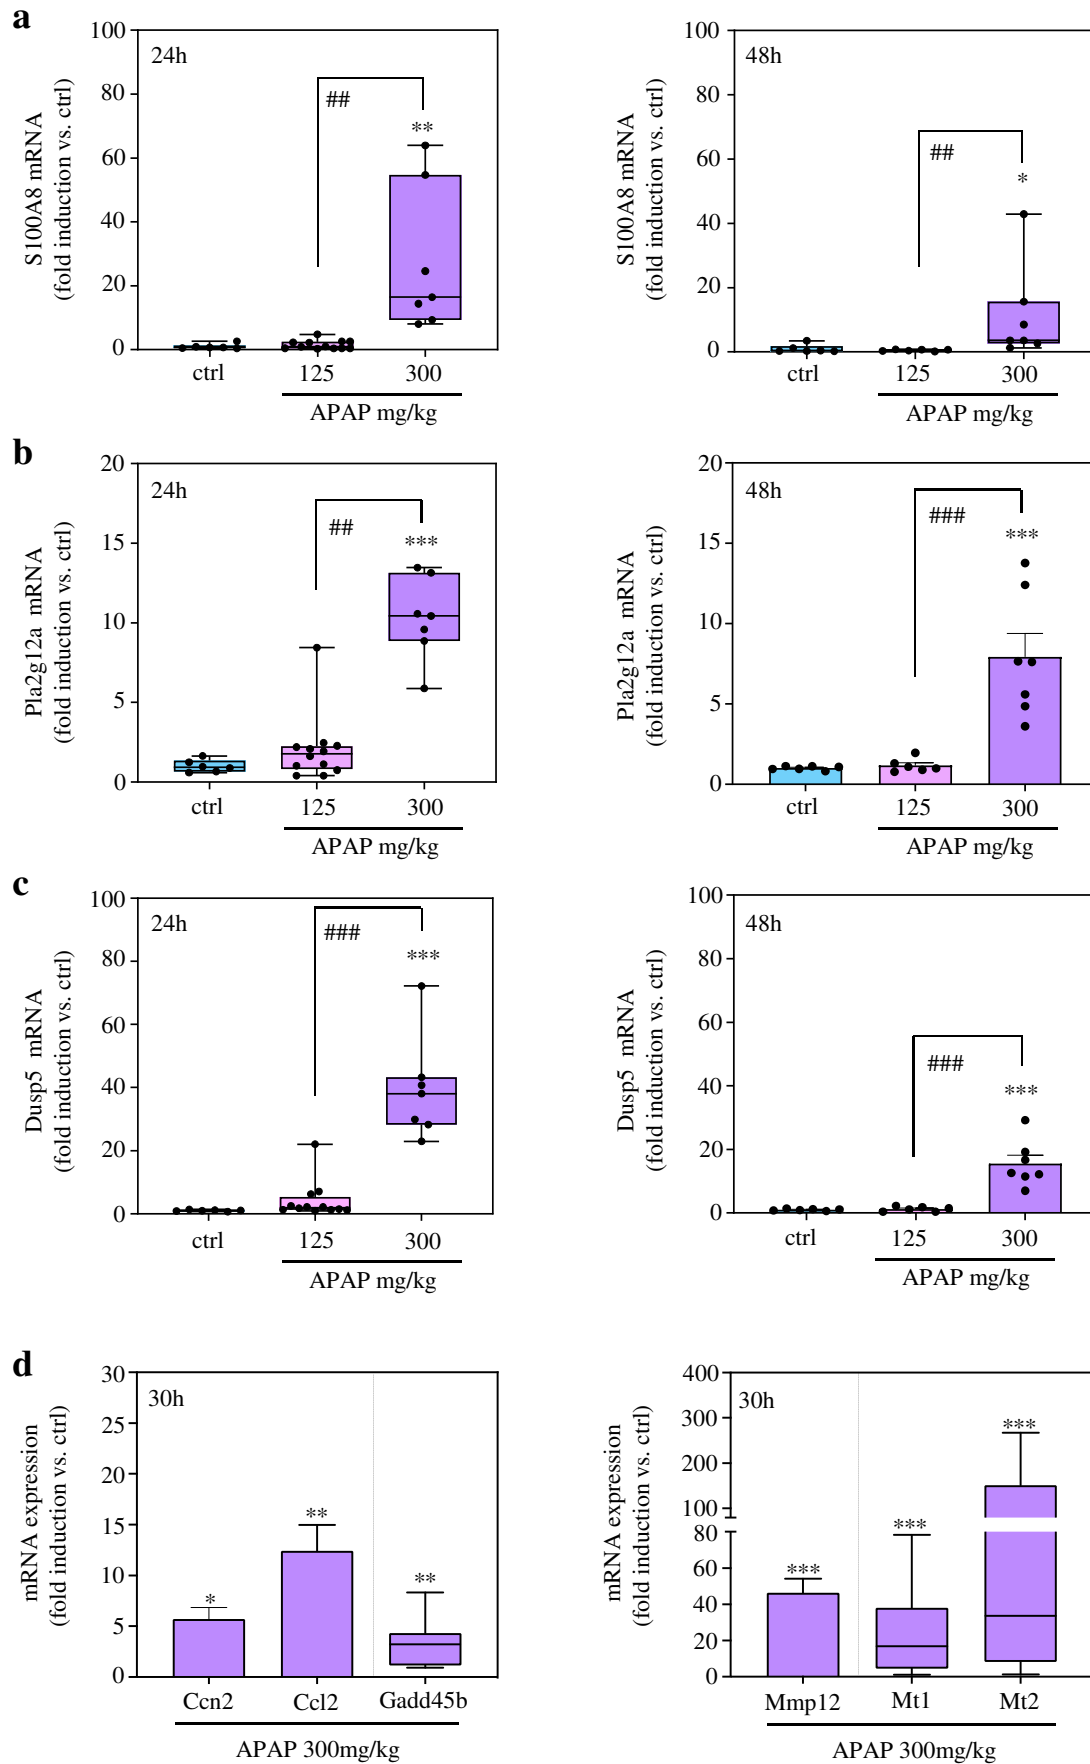 a
S100A8 mRNA
(fold induction vs. ctrl)
100
80
60
40
20
0
24h
##
**
ctrl
125
300
APAP mg/kg
S100A8 mRNA
(fold induction vs. ctrl)
100
80
60
40
20
0
48h
##
*
ctrl
125
300
APAP mg/kg
b
Pla2g12a mRNA
(fold induction vs. ctrl)
20
15
10
5
0
24h
##
***
ctrl
125
300
APAP mg/kg
Pla2g12a mRNA
(fold induction vs. ctrl)
20
15
10
5
0
48h
###
***
ctrl
125
300
APAP mg/kg
c
Dusp5 mRNA
(fold induction vs. ctrl)
100
80
60
40
20
0
24h
###
***
ctrl
125
300
APAP mg/kg
Dusp5 mRNA
(fold induction vs. ctrl)
100
80
60
40
20
0
48h
###
***
ctrl
125
300
APAP mg/kg
d
mRNA expression
(fold induction vs. ctrl)
30
25
20
15
10
5
0
30h
*
**
**
Ccn2
Ccl2
Gadd45b
APAP 300mg/kg
mRNA expression
(fold induction vs. ctrl)
400
300
200
100
80
60
40
20
0
30h
***
***
***
Mmp12
Mt1
Mt2
APAP 300mg/kg